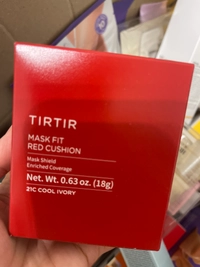 TIRTIR
MASK FIT
RED CUSHION
Mask Shield
Enriched Coverage
Net. Wt. 0.63 oz. (18g)
21C COOL IVORY